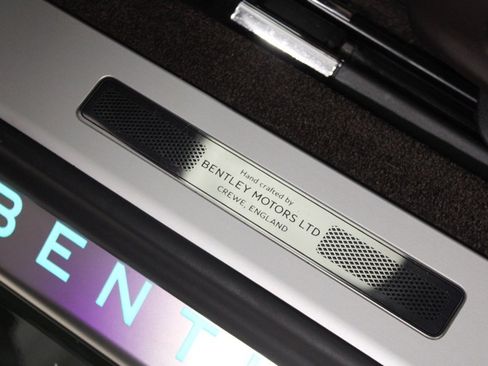 Hand crafted by
BENTLEY MOTORS LTD
CREWE, ENGLAND
BENT